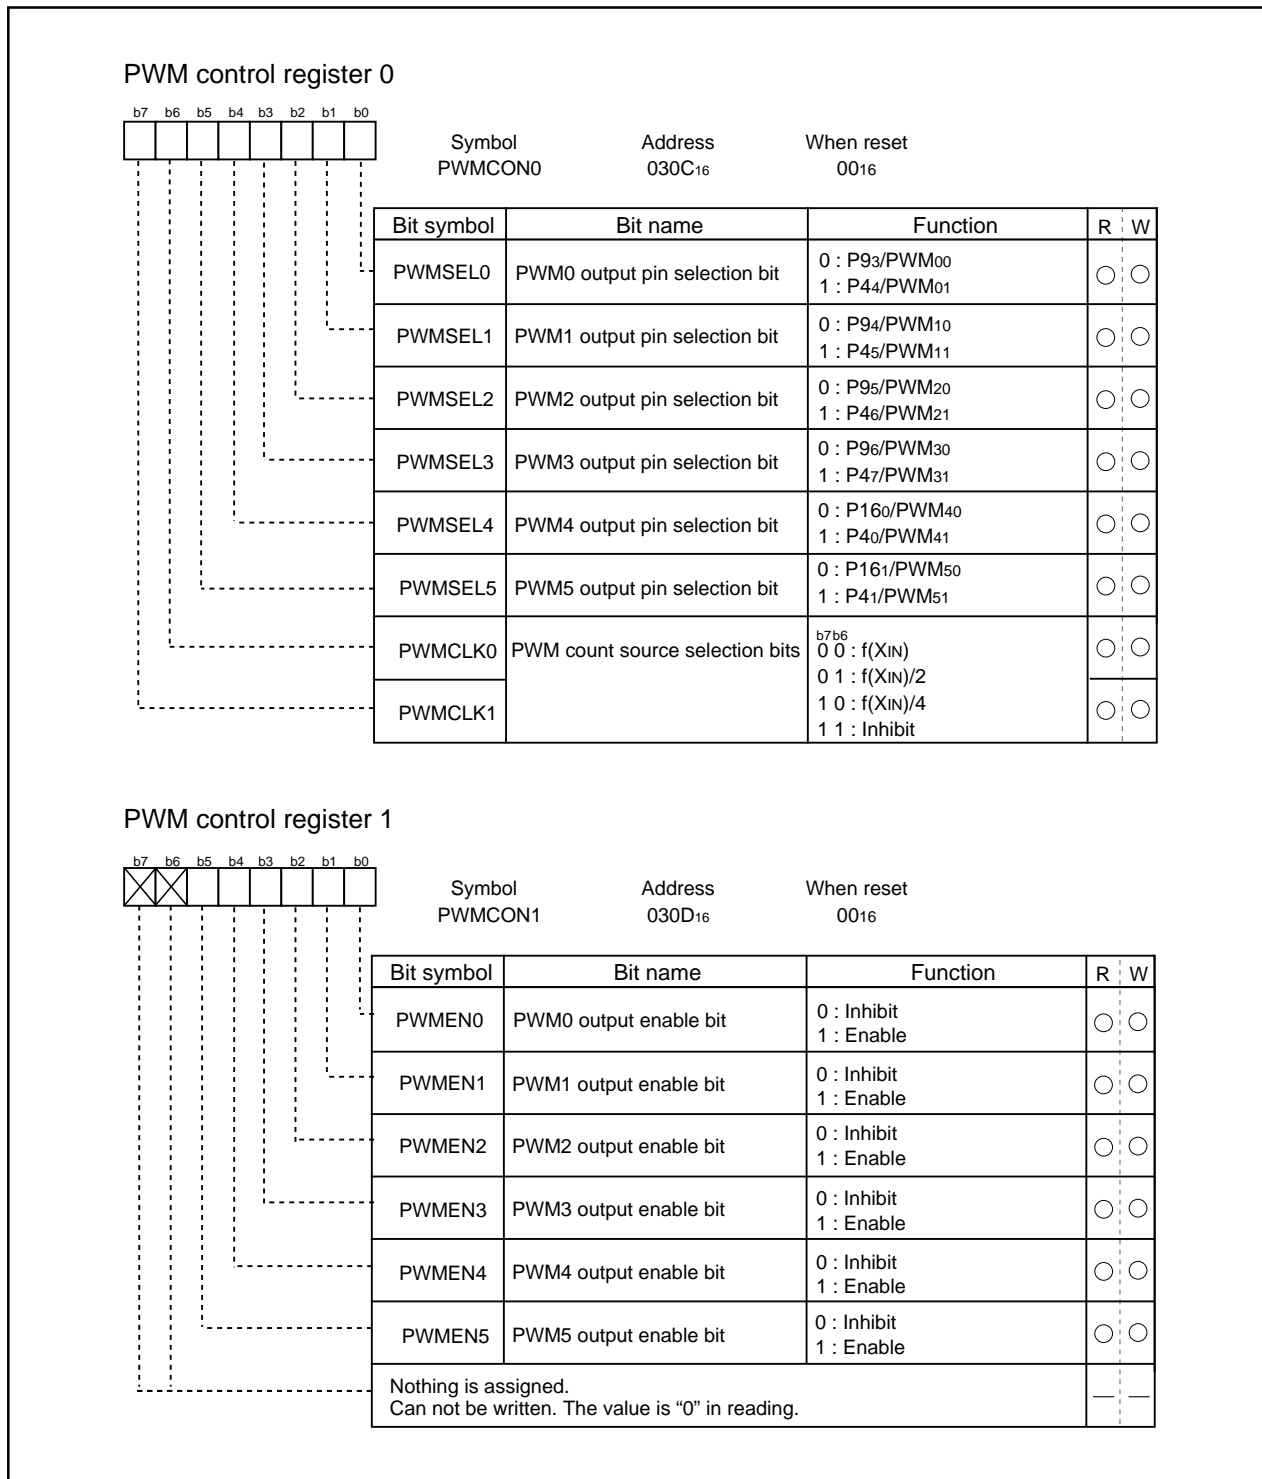 PWM control register 0
b7 b6 b5 b4 b3 b2 b1 b0
Symbol Address When reset
PWMCON0 030C16 0016
Bit symbol Bit name Function R W
PWMSEL0 PWM0 output pin selection bit 0 : P93/PWM00
1 : P44/PWM01
PWMSEL1 PWM1 output pin selection bit 0 : P94/PWM10
1 : P45/PWM11
PWMSEL2 PWM2 output pin selection bit 0 : P95/PWM20
1 : P46/PWM21
PWMSEL3 PWM3 output pin selection bit 0 : P96/PWM30
1 : P47/PWM31
PWMSEL4 PWM4 output pin selection bit 0 : P160/PWM40
1 : P40/PWM41
PWMSEL5 PWM5 output pin selection bit 0 : P161/PWM50
1 : P41/PWM51
b7b6
PWMCLK0 PWM count source selection bits 0 0 : f(XIN)
0 1 : f(XIN)/2
PWMCLK1 1 0 : f(XIN)/4
1 1 : Inhibit
PWM control register 1
b7 b6 b5 b4 b3 b2 b1 b0
Symbol Address When reset
PWMCON1 030D16 0016
Bit symbol Bit name Function R W
PWMEN0 PWM0 output enable bit 0 : Inhibit
1 : Enable
PWMEN1 PWM1 output enable bit 0 : Inhibit
1 : Enable
PWMEN2 PWM2 output enable bit 0 : Inhibit
1 : Enable
PWMEN3 PWM3 output enable bit 0 : Inhibit
1 : Enable
PWMEN4 PWM4 output enable bit 0 : Inhibit
1 : Enable
PWMEN5 PWM5 output enable bit 0 : Inhibit
1 : Enable
Nothing is assigned.
Can not be written. The value is “0” in reading. — —